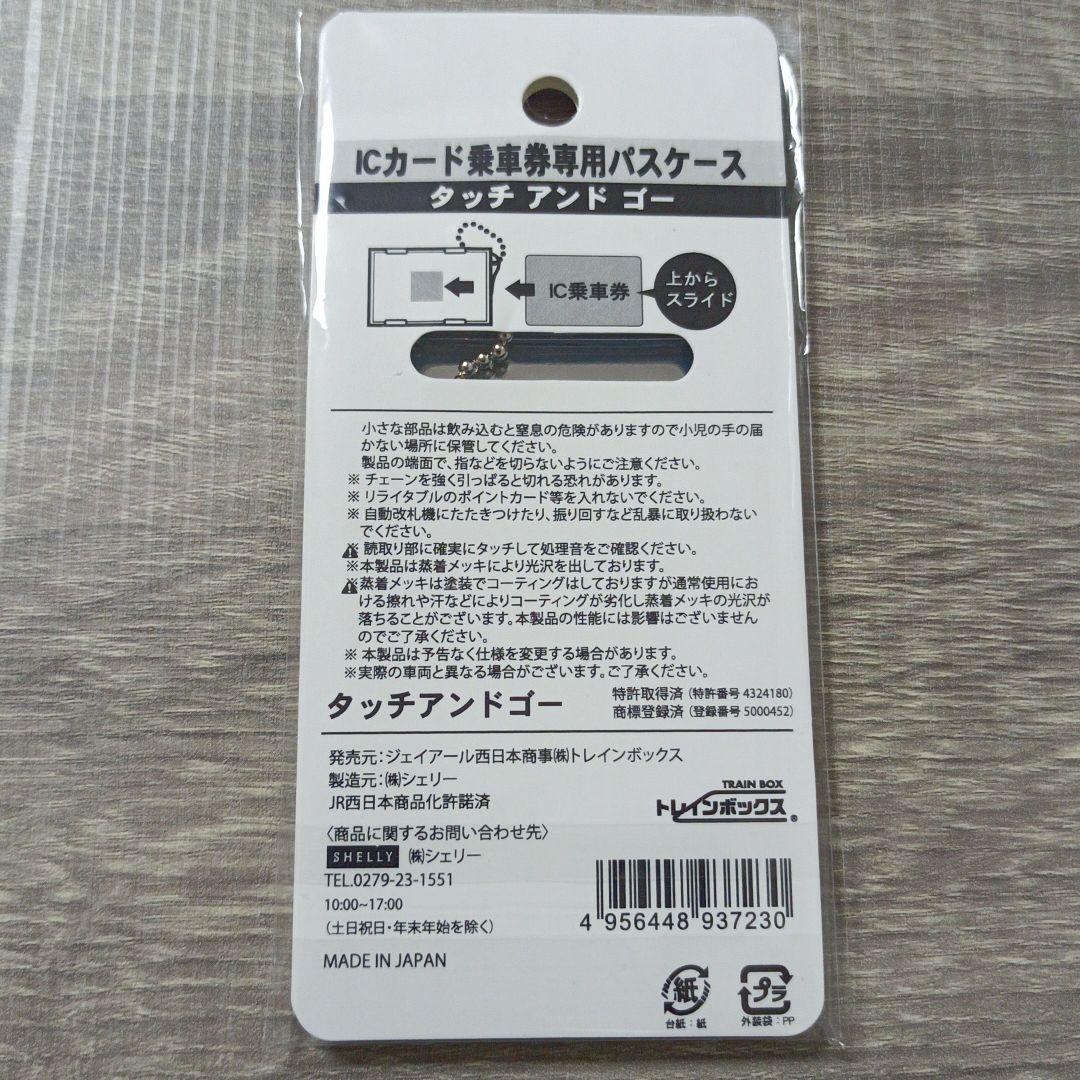 ICカード乗車券専用パスケース
タッチ アンド ゴー
IC乗車券
上から
スライド
小さな部品は飲み込むと窒息の危険がありますので小児の手の届
かない場所に保管してください。
製品の端面で、指などを切らないようにご注意ください。
※ チェーンを強く引っぱると切れる恐れがあります。
※ リライタブルのポイントカード等を入れないでください。
※ 自動改札機にたたきつけたり、振り回すなど乱暴に取り扱わない
でください。
読取り部に確実にタッチして処理音をご確認ください。
※本製品は蒸着メッキにより光沢を出しております。
蒸着メッキは塗装でコーティングはしておりますが通常使用にお
ける擦れや汗などによりコーティングが劣化し蒸着メッキの光沢が
落ちることがございます。本製品の性能には影響はございません
のでご了承ください。
※ 本製品は予告なく仕様を変更する場合があります。
※実際の車両と異なる場合がございます。ご了承ください。
タッチアンドゴー
特許取得済(特許番号 4324180)
商標登録済(登録番号 5000452)
発売元:ジェイアール西日本商事㈱トレインボックス
製造元:㈱シェリー
JR西日本商品化許諾済
TRAIN BOX
トレインボックス®
〈商品に関するお問い合わせ先〉
SHELLY ㈱シェリー
TEL.0279-23-1551
10:00~17:00
(土日祝日・年末年始を除く)
4 956448 937230
MADE IN JAPAN
紙
台紙:紙
プラ
外装袋:PP